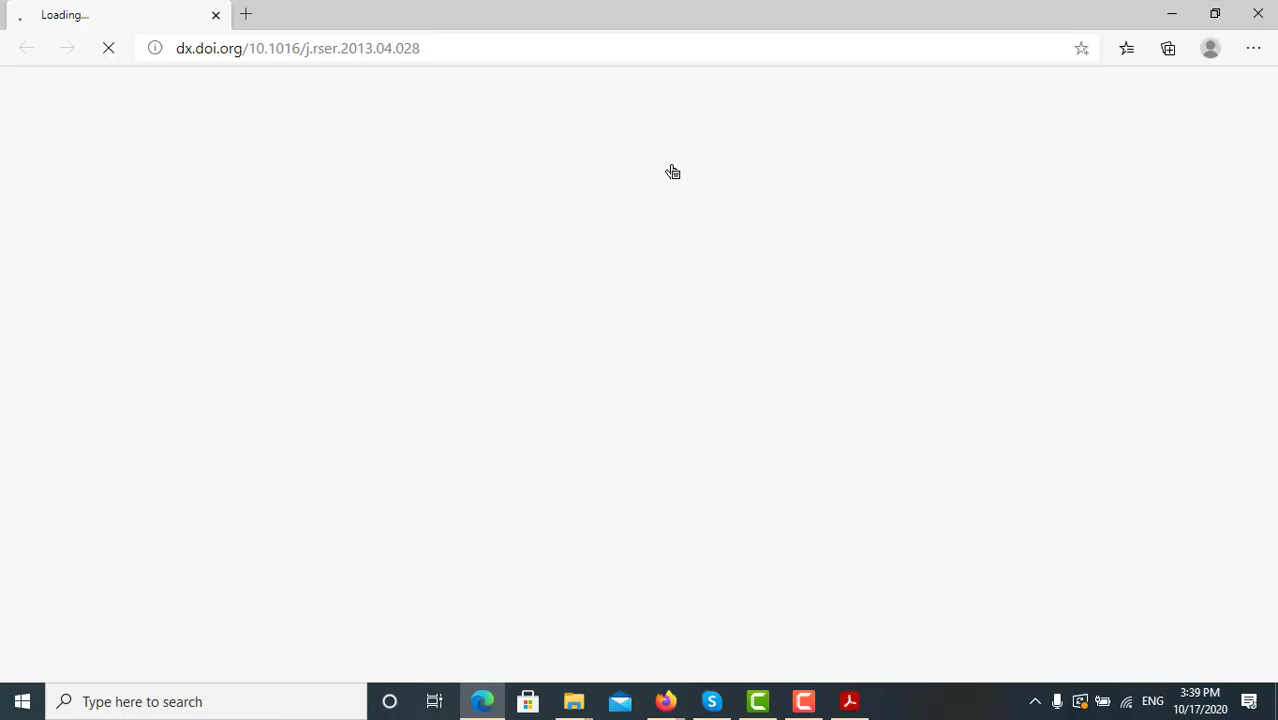 Loading...
dx.doi.org/10.1016/j.rser.2013.04.028
Type here to search
ENG
3:39 PM
10/17/2020